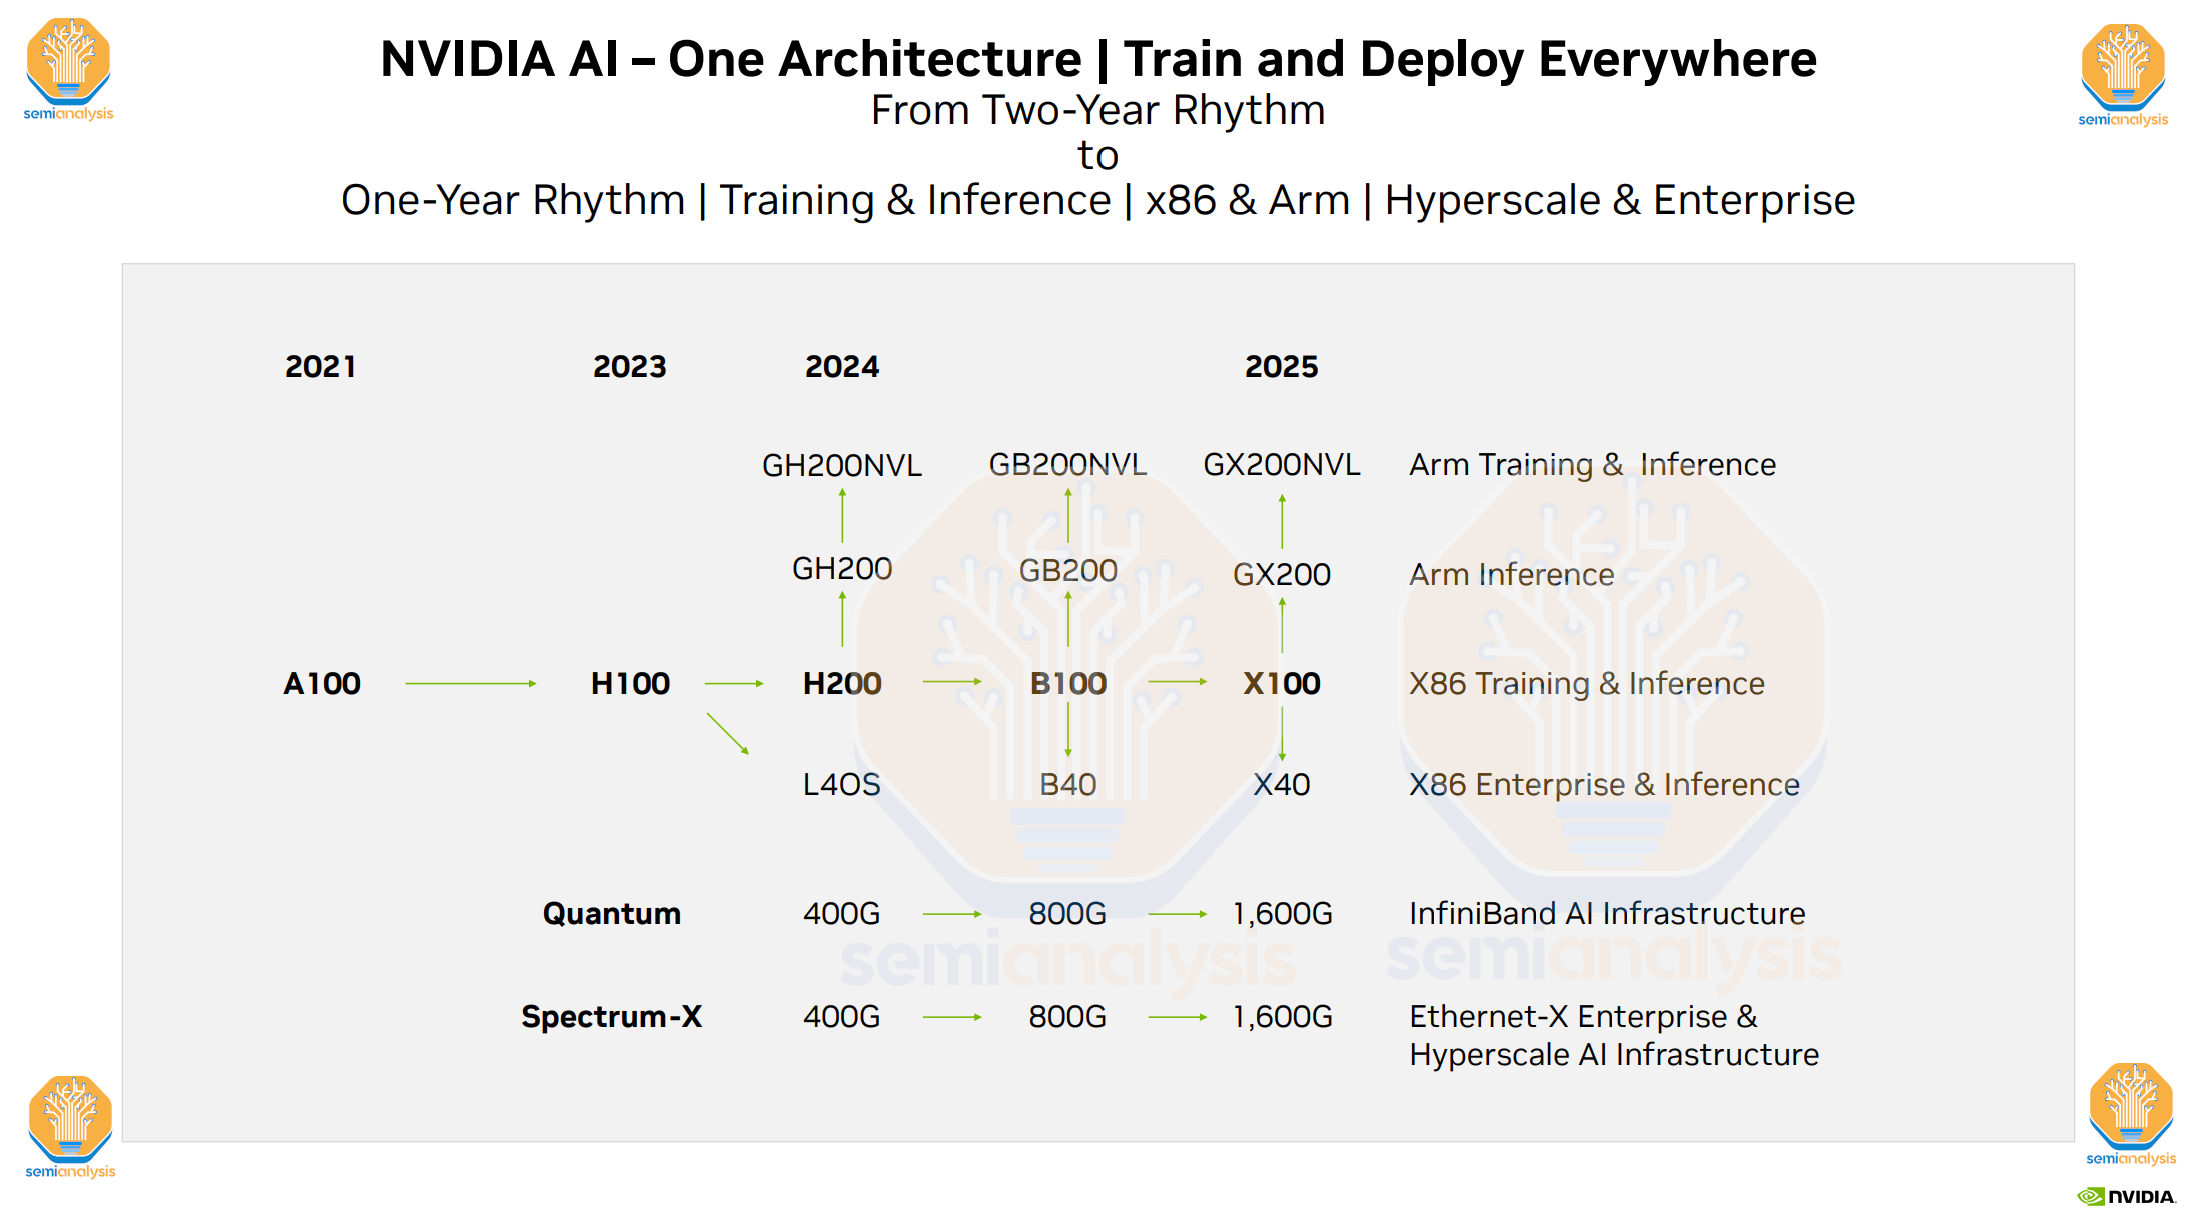 semianalysis
semianalysis
NVIDIA AI – One Architecture | Train and Deploy Everywhere
From Two-Year Rhythm
to
One-Year Rhythm | Training & Inference | x86 & Arm | Hyperscale & Enterprise
2021 2023 2024 2025
GH200NVL GB200NVL GX200NVL Arm Training & Inference
GH200 GB200 GX200 Arm Inference
A100 H100 H200 B100 X100 X86 Training & Inference
L40S B40 X40 X86 Enterprise & Inference
Quantum 400G 800G 1,600G InfiniBand AI Infrastructure
semianalysis semianalysis
Spectrum-X 400G 800G 1,600G Ethernet-X Enterprise &
Hyperscale AI Infrastructure
semianalysis
semianalysis
NVIDIA.